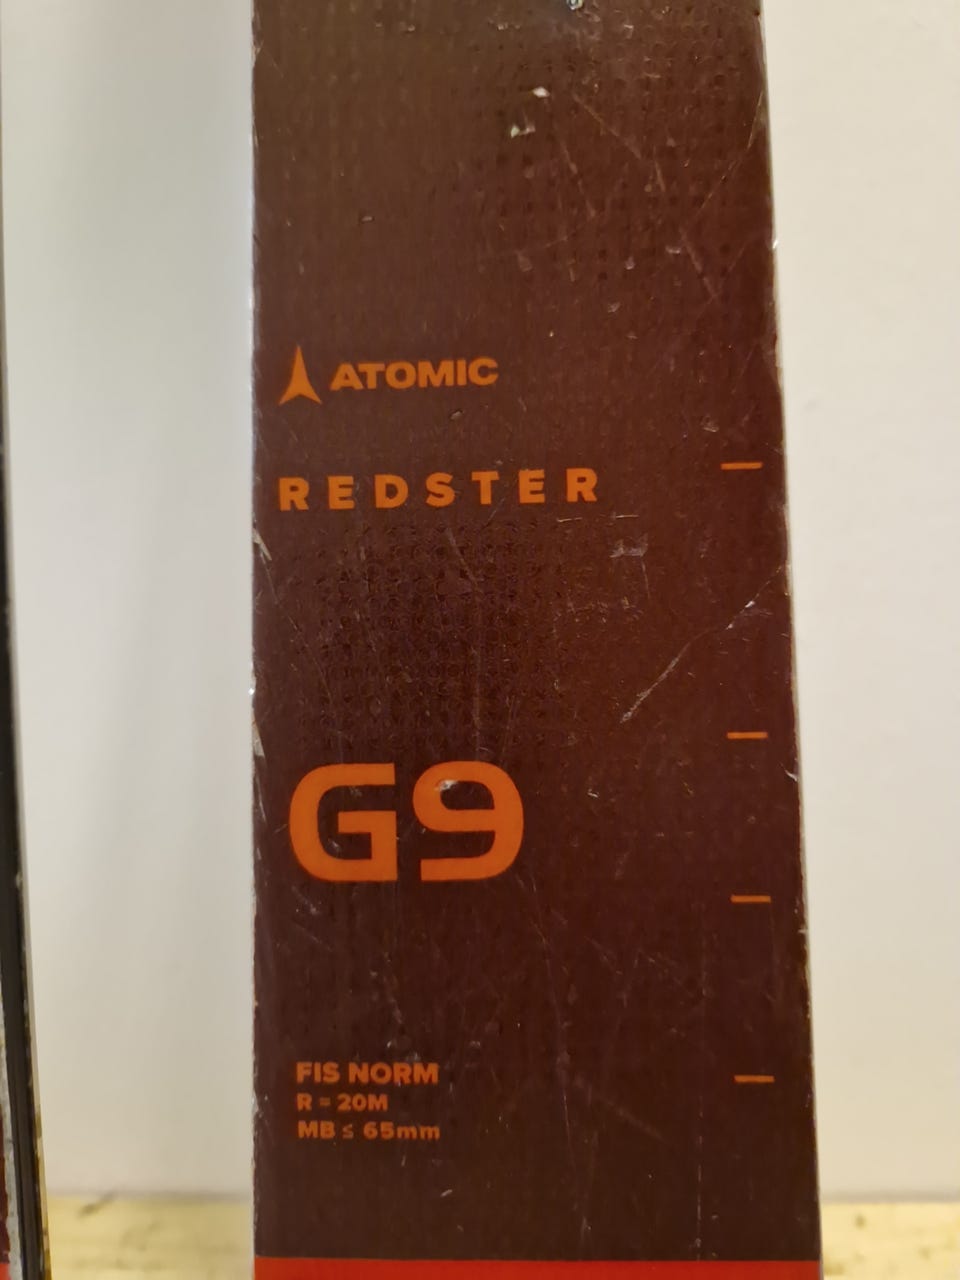 ATOMIC
REDSTER
G9
FIS NORM
R = 20M
MB ≤ 65mm